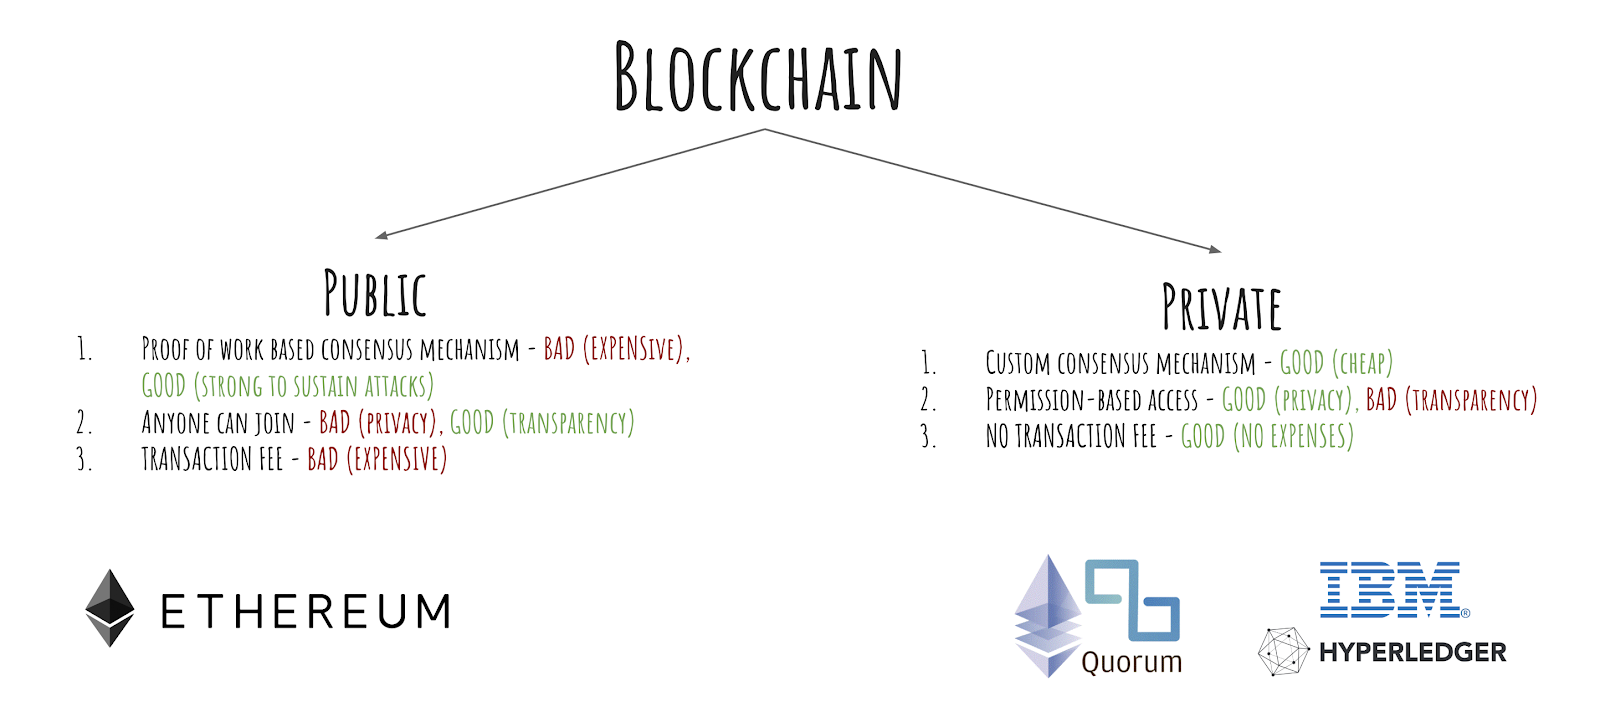 Blockchain
Public
1. Proof of work based consensus mechanism - BAD (EXPENSIVE),
GOOD (strong to sustain attacks)
2. Anyone can join - BAD (privacy), GOOD (transparency)
3. TRANSACTION FEE - BAD (EXPENSIVE)
Private
1. Custom consensus mechanism - GOOD (cheap)
2. Permission-based access - GOOD (privacy), BAD (transparency)
3. NO TRANSACTION FEE - GOOD (NO EXPENSES)
ETHEREUM
Quorum
IBM®
HYPERLEDGER